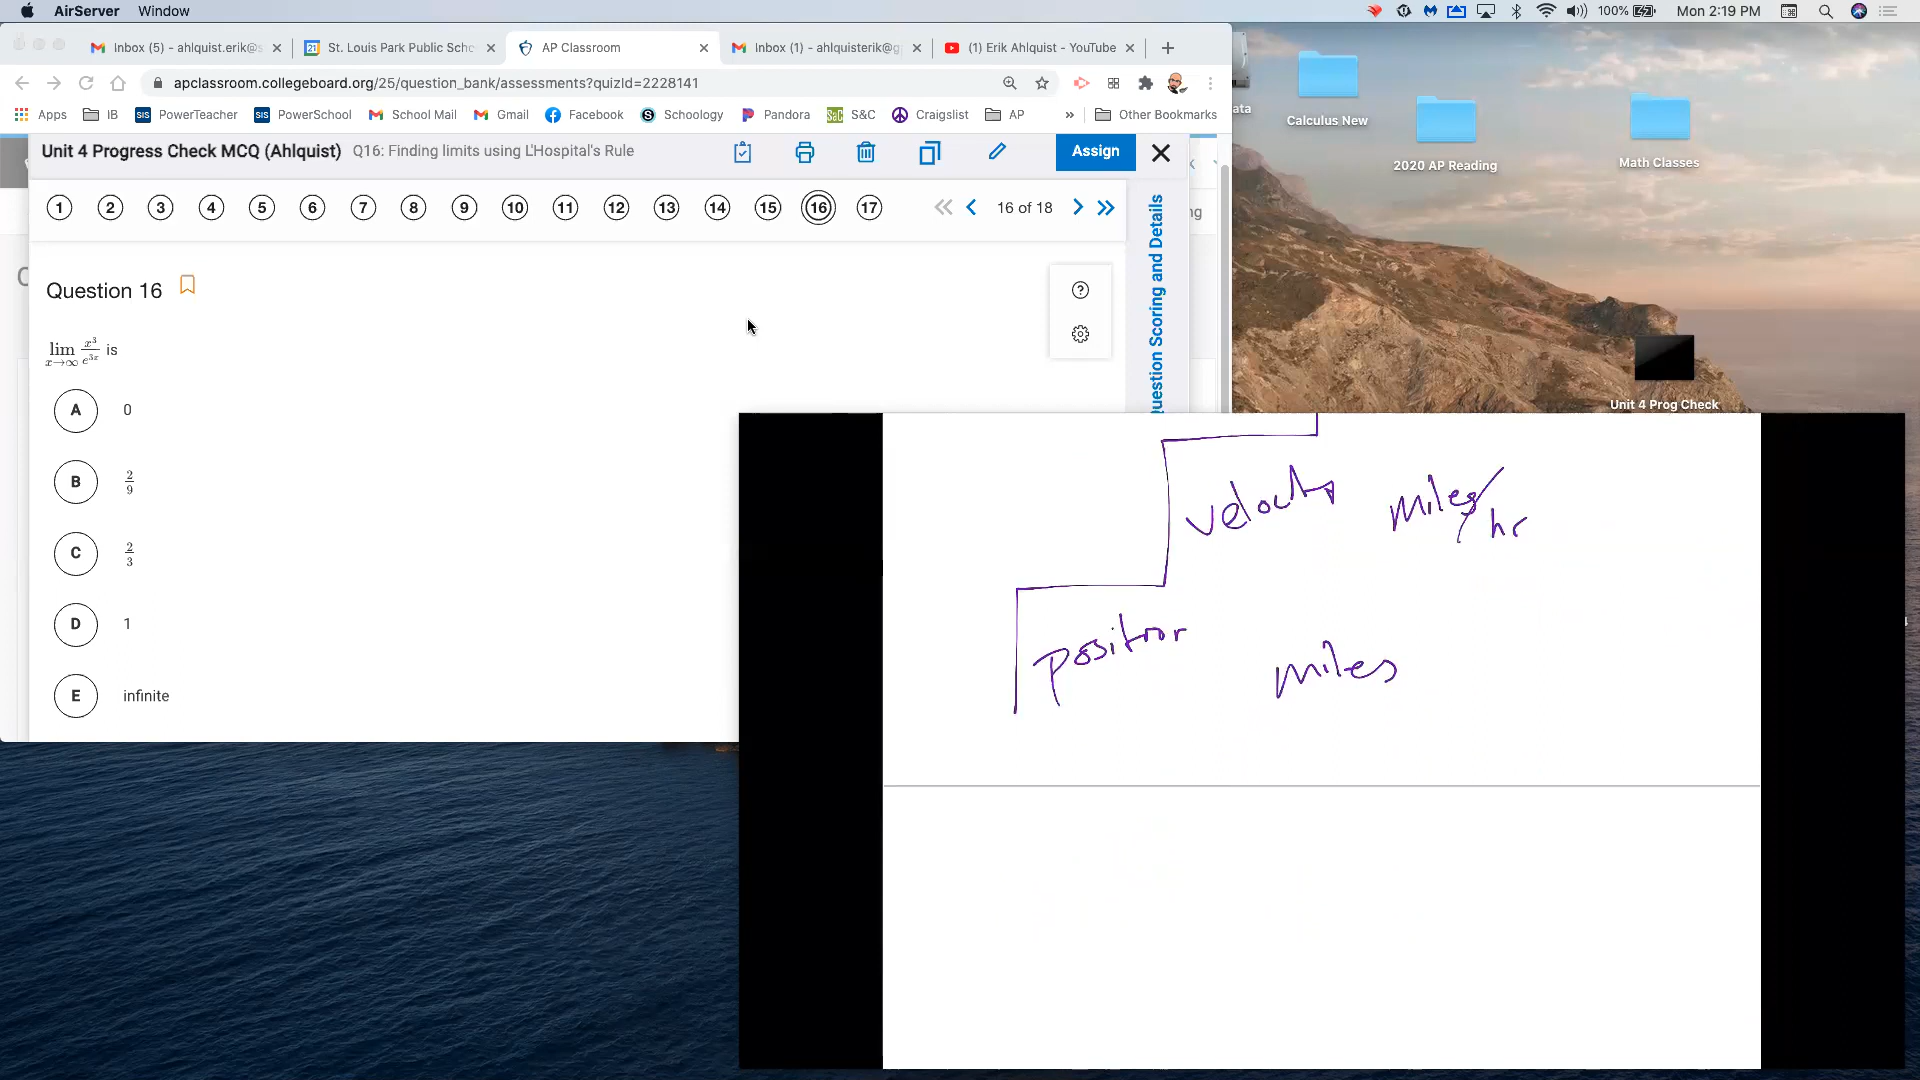 AirServer Window
100% Mon 2:19 PM
Inbox (5) - ahlquist.erik@s
St. Louis Park Public Scho
AP Classroom
Inbox (1) - ahlquisterik@g
(1) Erik Ahlquist - YouTube
apclassroom.collegeboard.org/25/question_bank/assessments?quizId=2228141
Apps IB PowerTeacher PowerSchool School Mail Gmail Facebook Schoology Pandora S&C Craigslist AP » Other Bookmarks
Unit 4 Progress Check MCQ (Ahlquist) Q16: Finding limits using L'Hospital's Rule
Assign
1 2 3 4 5 6 7 8 9 10 11 12 13 14 15 16 17
16 of 18
Question Scoring and Details
Question 16
lim x→∞ x³/e³ˣ is
A 0
B 2/9
C 2/3
D 1
E infinite
velocity miles/hr
position miles
Calculus New
2020 AP Reading
Math Classes
Unit 4 Prog Check